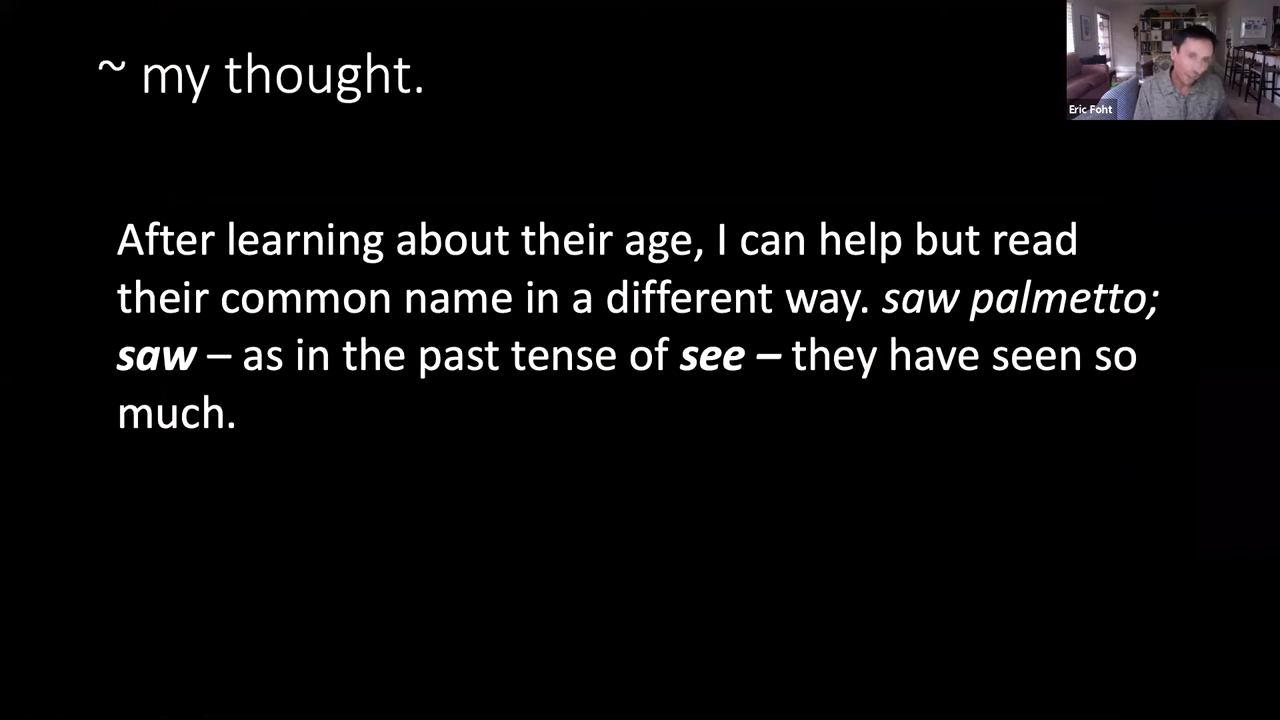 ~ my thought.
Eric Foht
After learning about their age, I can help but read
their common name in a different way. saw palmetto;
saw – as in the past tense of see – they have seen so
much.